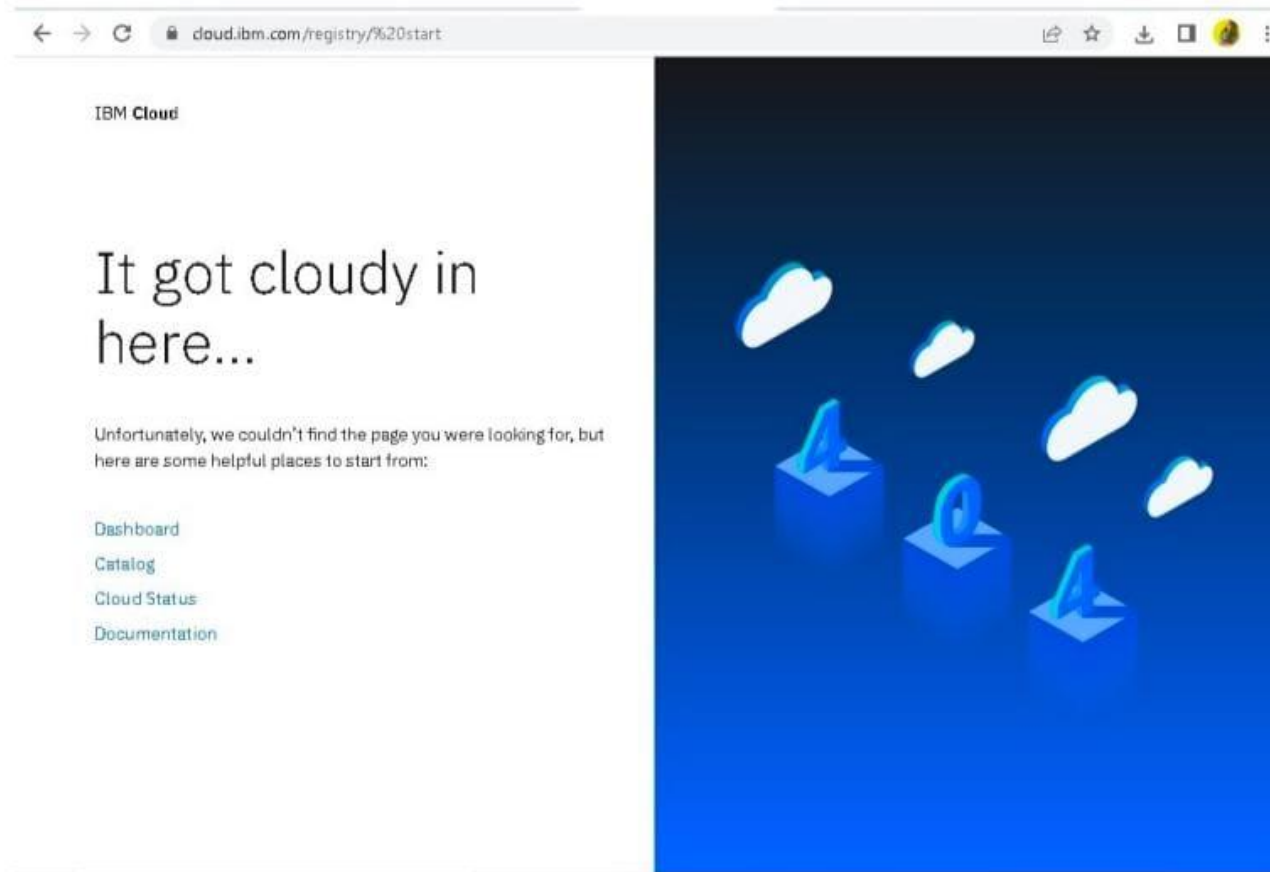 cloud.ibm.com/registry/%20start
IBM Cloud
It got cloudy in
here...
Unfortunately, we couldn't find the page you were looking for, but
here are some helpful places to start from:
Dashboard
Catalog
Cloud Status
Documentation
4
0
4